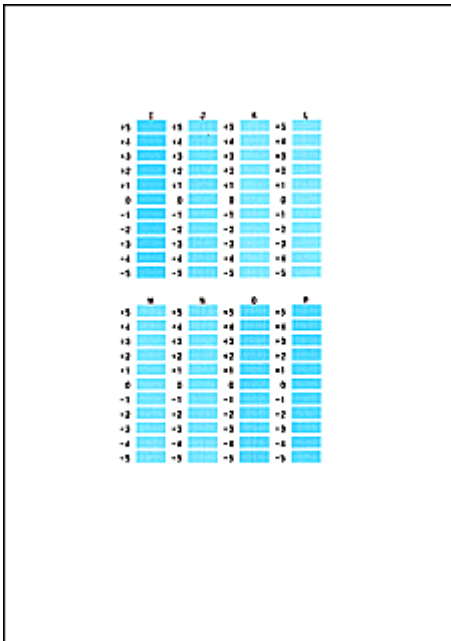 I J K L
+5 +5 +5 +5
+4 +4 +4 +4
+3 +3 +3 +3
+2 +2 +2 +2
+1 +1 +1 +1
0 0 0 0
-1 -1 -1 -1
-2 -2 -2 -2
-3 -3 -3 -3
-4 -4 -4 -4
-5 -5 -5 -5
M N O P
+5 +5 +5 +5
+4 +4 +4 +4
+3 +3 +3 +3
+2 +2 +2 +2
+1 +1 +1 +1
0 0 0 0
-1 -1 -1 -1
-2 -2 -2 -2
-3 -3 -3 -3
-4 -4 -4 -4
-5 -5 -5 -5